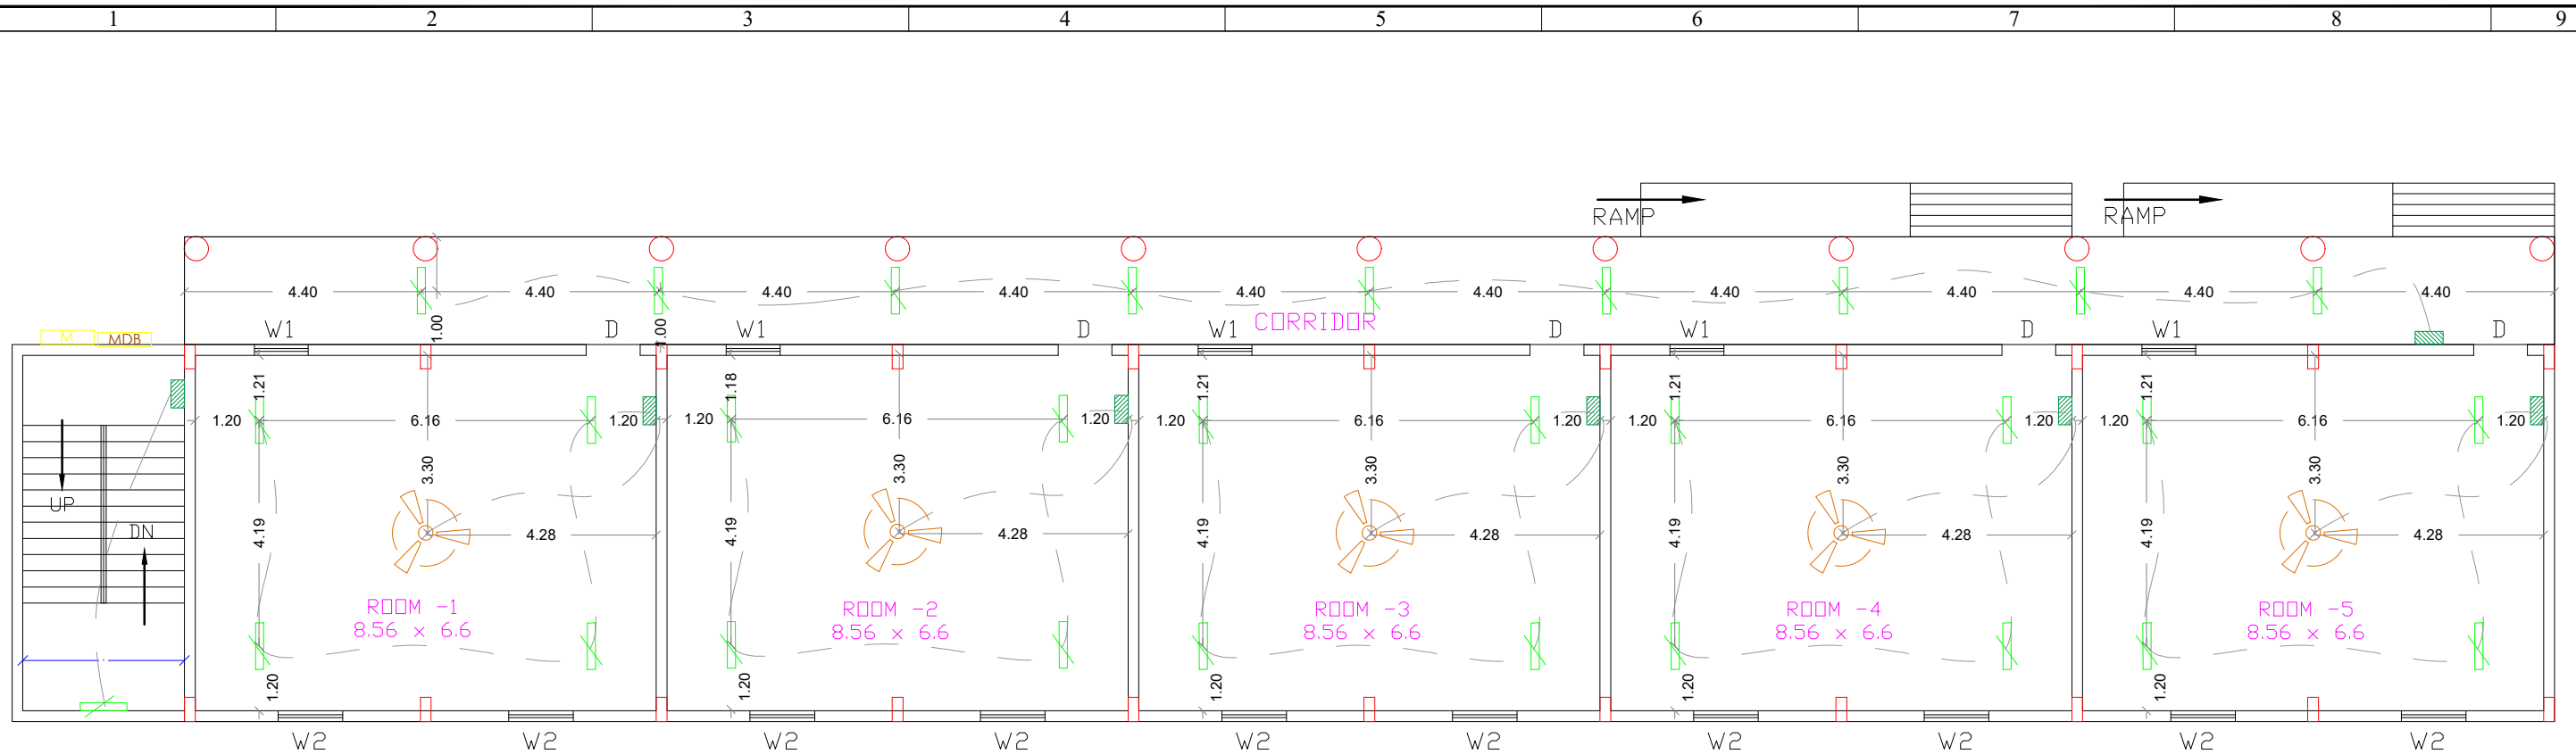 1 2 3 4 5 6 7 8 9
RAMP RAMP
4.40 4.40 4.40 4.40 4.40 4.40 4.40 4.40 4.40 4.40
1.00 1.00
W1 D W1 D W1 D W1 D W1 D
CORRIDOR
M MDB
1.21 1.18 1.21 1.21 1.21
1.20 6.16 1.20 1.20 6.16 1.20 1.20 6.16 1.20 1.20 6.16 1.20 1.20 6.16 1.20
3.30 3.30 3.30 3.30 3.30
UP
DN
4.19 4.28 4.19 4.28 4.19 4.28 4.19 4.28 4.19 4.28
ROOM -1
8.56 x 6.6
ROOM -2
8.56 x 6.6
ROOM -3
8.56 x 6.6
ROOM -4
8.56 x 6.6
ROOM -5
8.56 x 6.6
1.20 1.20 1.20 1.20 1.20
W2 W2 W2 W2 W2 W2 W2 W2 W2 W2